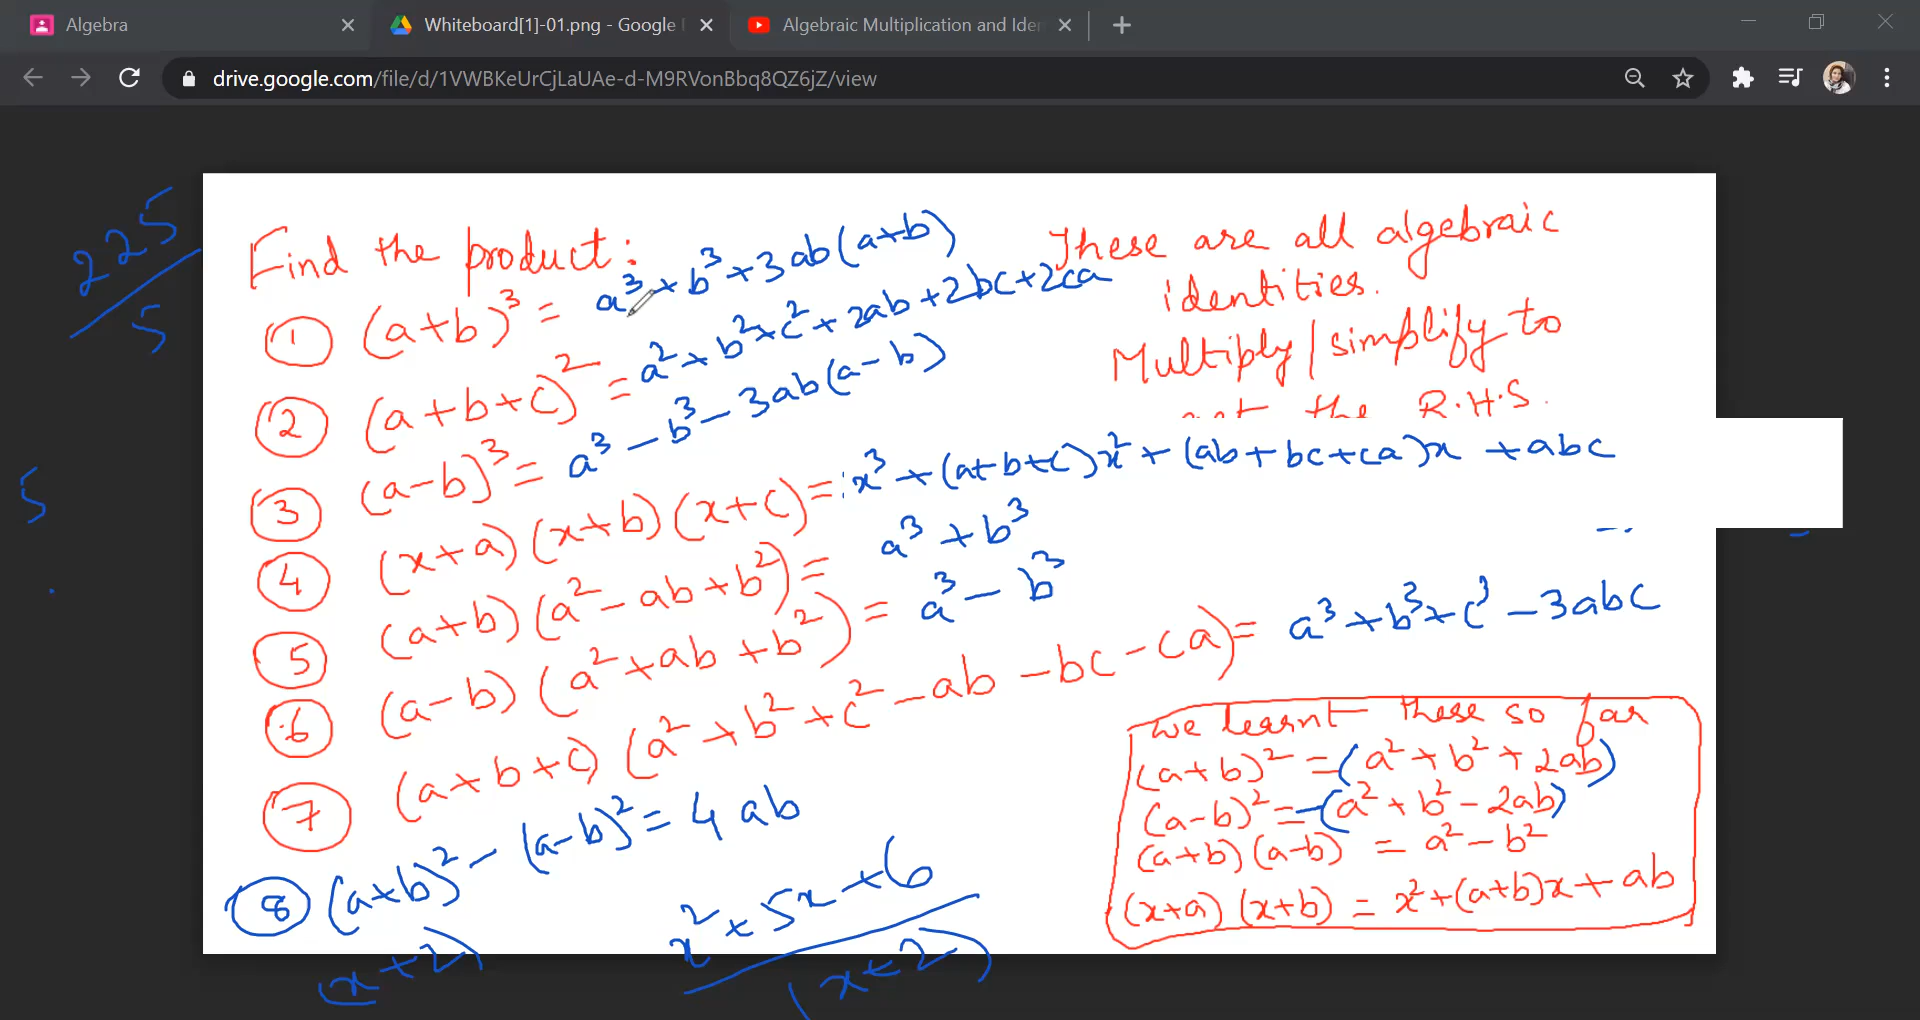 Algebra
Whiteboard[1]-01.png - Google
Algebraic Multiplication and Iden
drive.google.com/file/d/1VWBKeUrCjLaUAe-d-M9RVonBbq8QZ6jZ/view
225
5
5
Find the product:
① (a+b)³ = a³+b³+3ab(a+b)
② (a+b+c)² = a²+b²+c²+2ab+2bc+2ca
③ (a-b)³ = a³-b³-3ab(a-b)
④ (x+a)(x+b)(x+c) = x³+(a+b+c)x²+(ab+bc+ca)x+abc
⑤ (a+b)(a²-ab+b²) = a³+b³
⑥ (a-b)(a²+ab+b²) = a³-b³
⑦ (a+b+c)(a²+b²+c²-ab-bc-ca) = a³+b³+c³-3abc
⑧ (a+b)²-(a-b)² = 4ab
(x+2)
x²+5x+6
(x+2)
These are all algebraic
identities.
Multiply/simplify to
get the R.H.S.
we learnt these so far
(a+b)² = (a²+b²+2ab)
(a-b)² = -(a²+b²-2ab)
(a+b)(a-b) = a²-b²
(x+a)(x+b) = x²+(a+b)x+ab